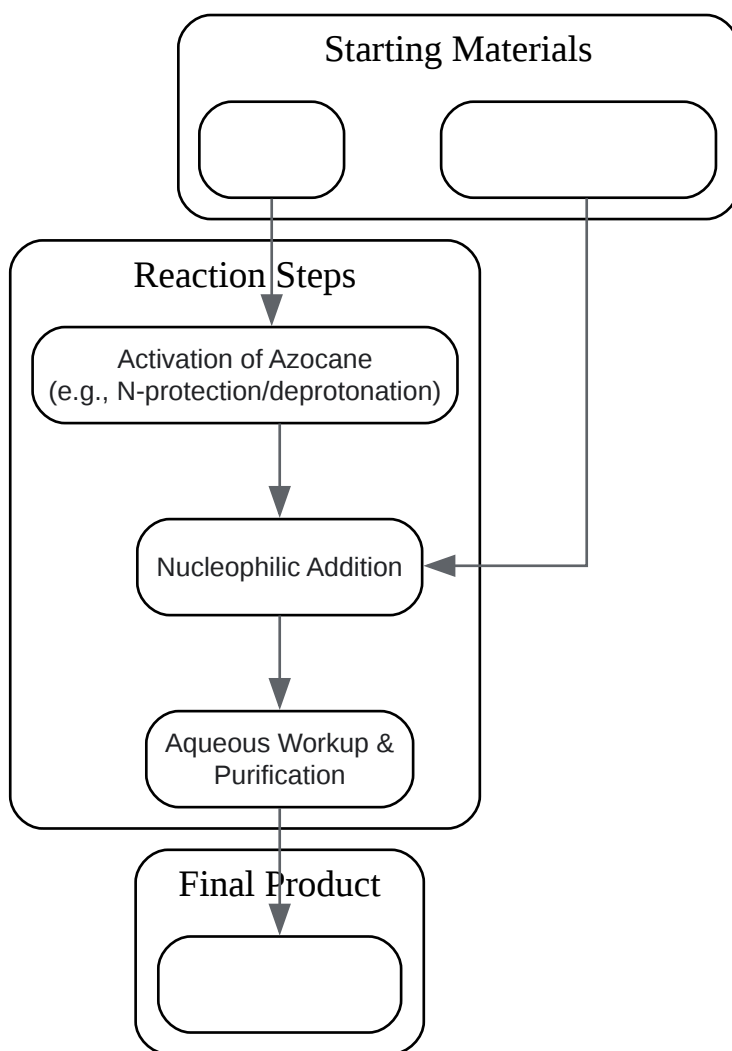 Starting Materials
Reaction Steps
Activation of Azocane
(e.g., N-protection/deprotonation)
Nucleophilic Addition
Aqueous Workup &
Purification
Final Product